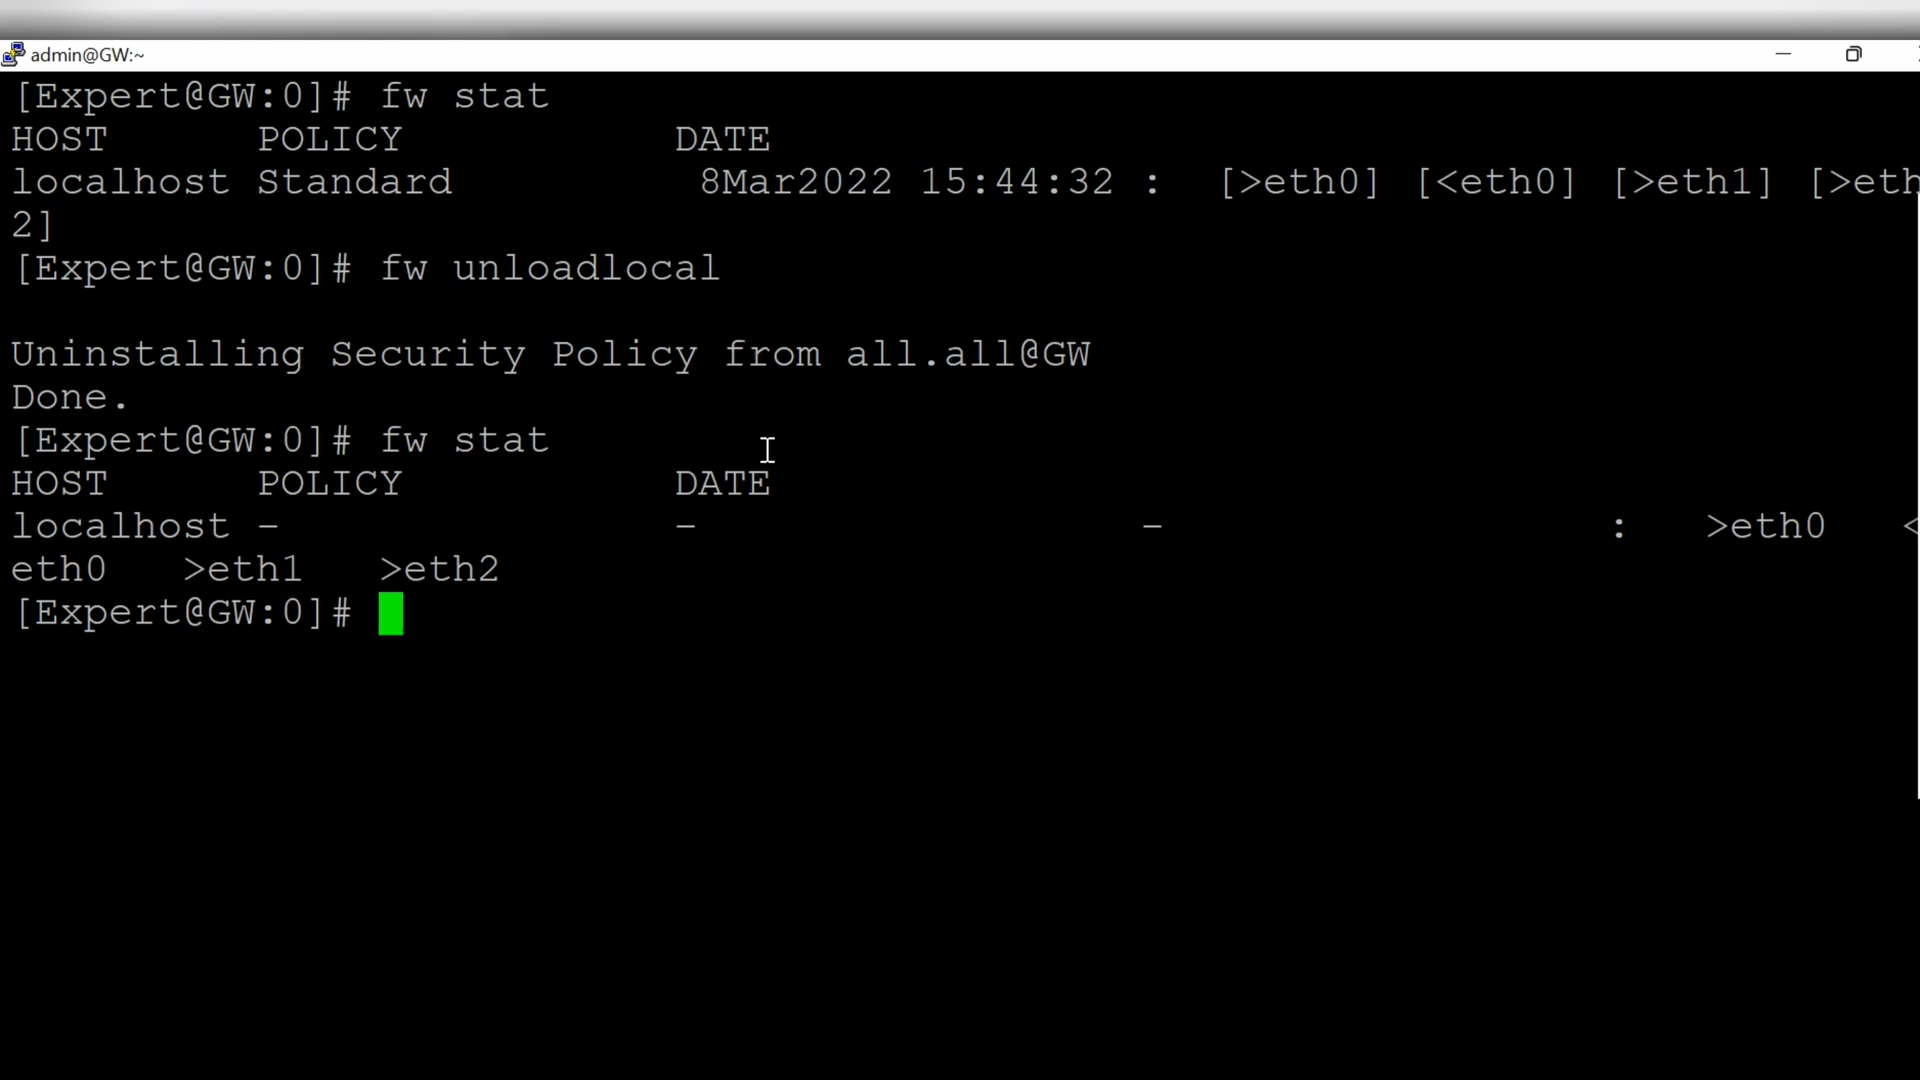 admin@GW:~
[Expert@GW:0]# fw stat
HOST      POLICY           DATE
localhost Standard          8Mar2022 15:44:32 :  [>eth0] [<eth0] [>eth1] [>eth
2]
[Expert@GW:0]# fw unloadlocal
Uninstalling Security Policy from all.all@GW
Done.
[Expert@GW:0]# fw stat
HOST      POLICY           DATE
localhost -                -                  -                  :   >eth0   <
eth0   >eth1   >eth2
[Expert@GW:0]#